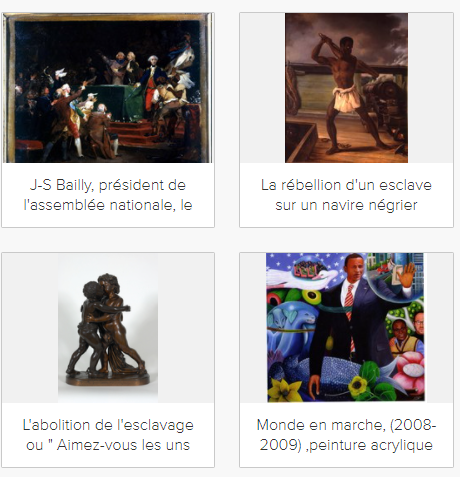 J-S Bailly, président de
l'assemblée nationale, le
La rébellion d'un esclave
sur un navire négrier
L'abolition de l'esclavage
ou " Aimez-vous les uns
Monde en marche, (2008-
2009) ,peinture acrylique